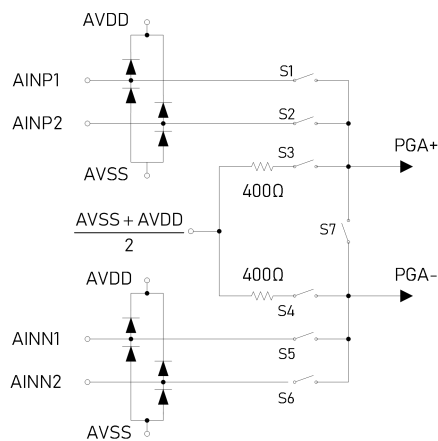 AVDD
AINP1
S1
AINP2
S2
S3
PGA+
AVSS
400Ω
AVSS + AVDD
2
S7
AVDD
400Ω
PGA-
S4
AINN1
S5
AINN2
S6
AVSS